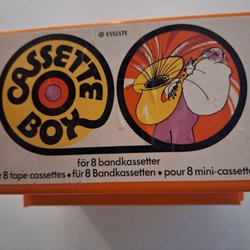 ⊗ ESSELTE
CASSETTE
BOX
för 8 bandkassetter
r 8 tape cassettes • für 8 Bandkassetten • pour 8 mini-cassett